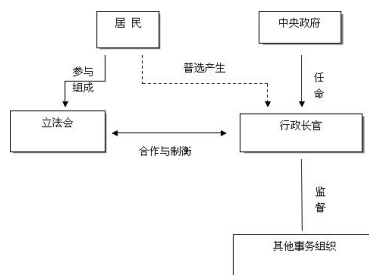 居 民
中央政府
参与
组成
普选产生
任
命
立法会
行政长官
合作与制衡
监
督
其他事务组织